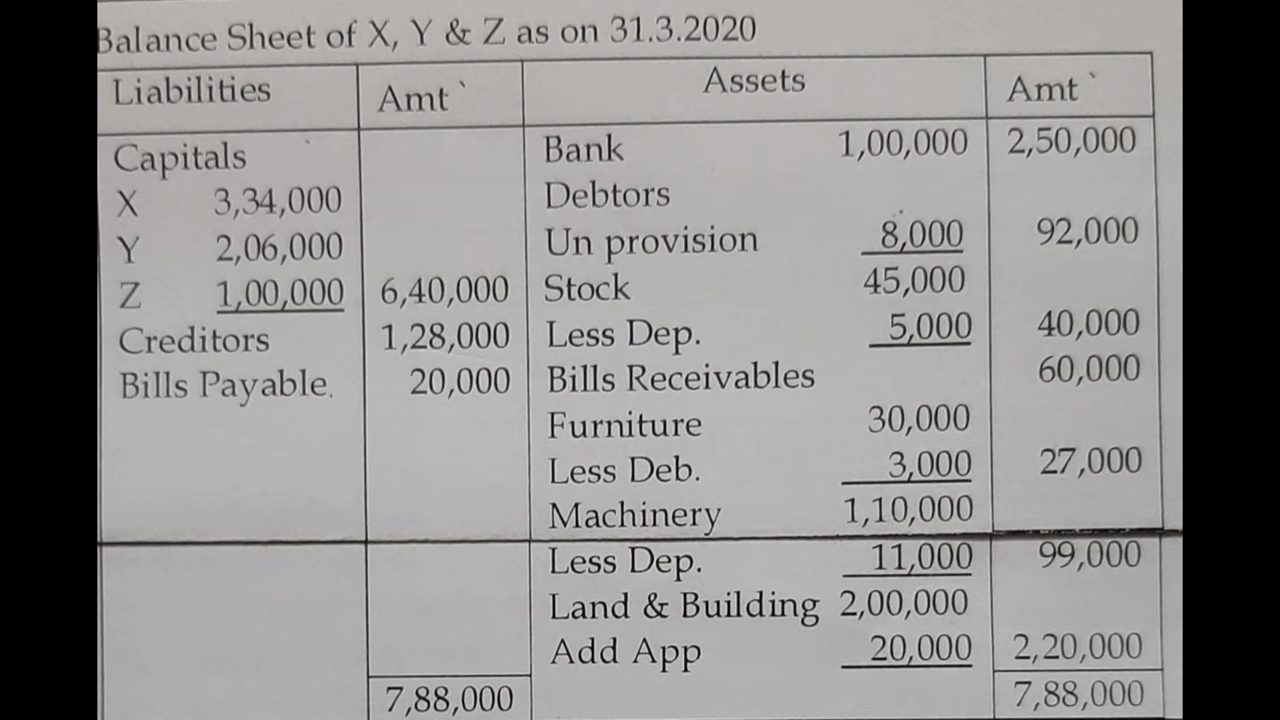 Balance Sheet of X, Y & Z as on 31.3.2020
Liabilities Amt ` Assets Amt `
Capitals Bank 1,00,000 2,50,000
X 3,34,000 Debtors
Y 2,06,000 Un provision 8,000 92,000
Z 1,00,000 6,40,000 Stock 45,000
Creditors 1,28,000 Less Dep. 5,000 40,000
Bills Payable. 20,000 Bills Receivables 60,000
Furniture 30,000
Less Deb. 3,000 27,000
Machinery 1,10,000
Less Dep. 11,000 99,000
Land & Building 2,00,000
Add App 20,000 2,20,000
7,88,000 7,88,000